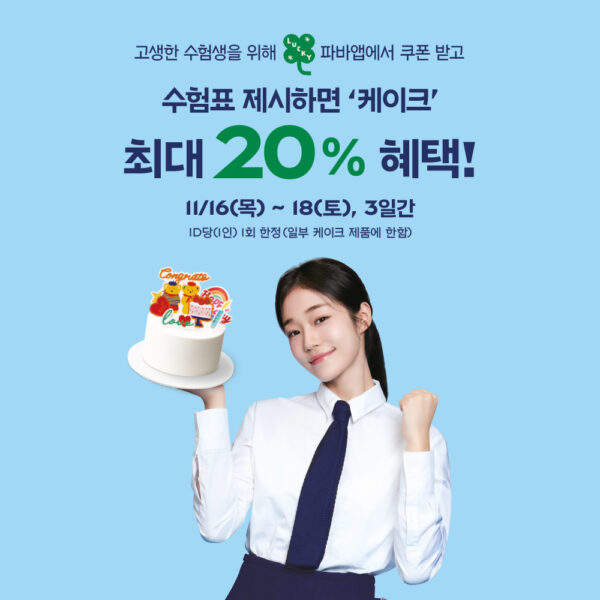 고생한 수험생을 위해 LUCKY 파바앱에서 쿠폰 받고
수험표 제시하면 ‘케이크’
최대 20% 혜택!
11/16(목) ~ 18(토), 3일간
ID당(1인) 1회 한정(일부 케이크 제품에 한함)
Congrats
love